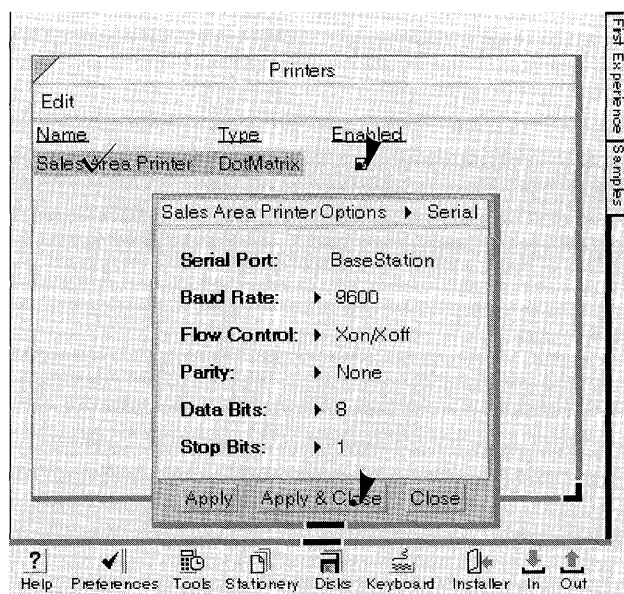 Printers
Edit
Name Type Enabled
Sales Area Printer DotMatrix
Sales Area Printer Options Serial
Serial Port: BaseStation
Baud Rate: 9600
Flow Control: Xon/Xoff
Parity: None
Data Bits: 8
Stop Bits: 1
Apply Apply & Close Close
First Experience
Samples
? Help Preferences Tools Stationery Disks Keyboard Installer In Out